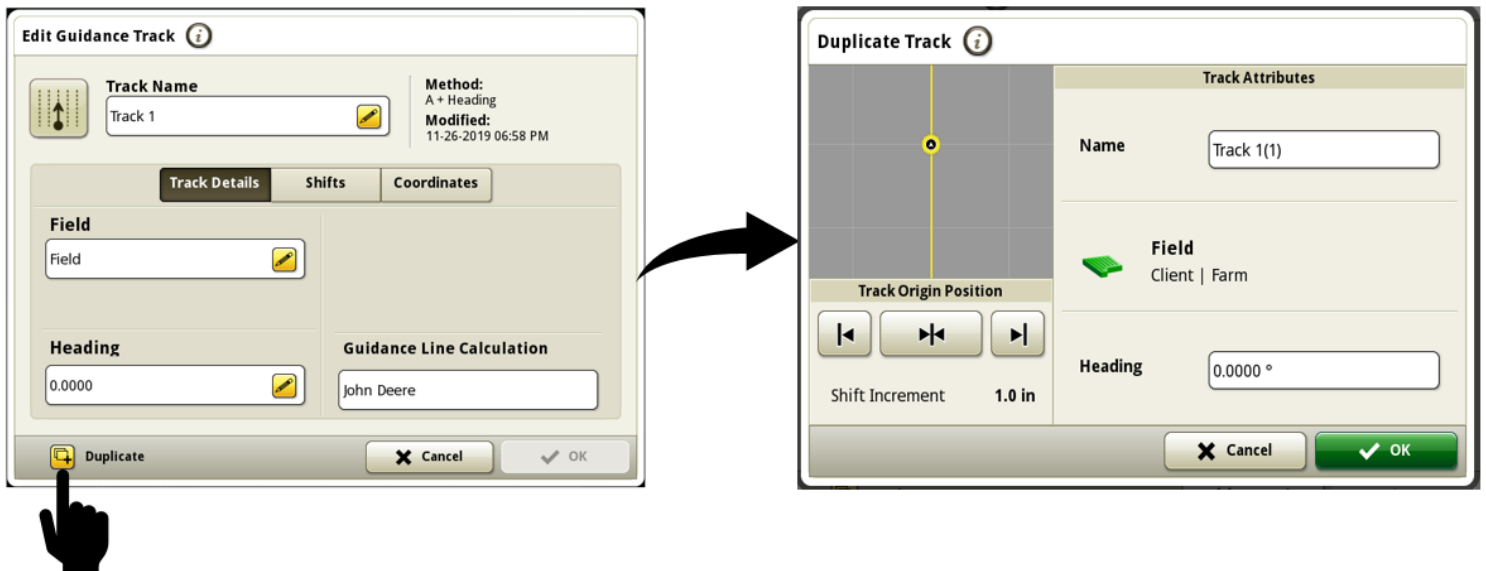 Edit Guidance Track i
Track Name
Track 1
Method:
A + Heading
Modified:
11-26-2019 06:58 PM
Track Details Shifts Coordinates
Field
Field
Heading
0.0000
Guidance Line Calculation
John Deere
Duplicate Cancel OK
Duplicate Track i
Track Origin Position
Shift Increment 1.0 in
Track Attributes
Name Track 1(1)
Field
Client | Farm
Heading 0.0000 °
Cancel OK